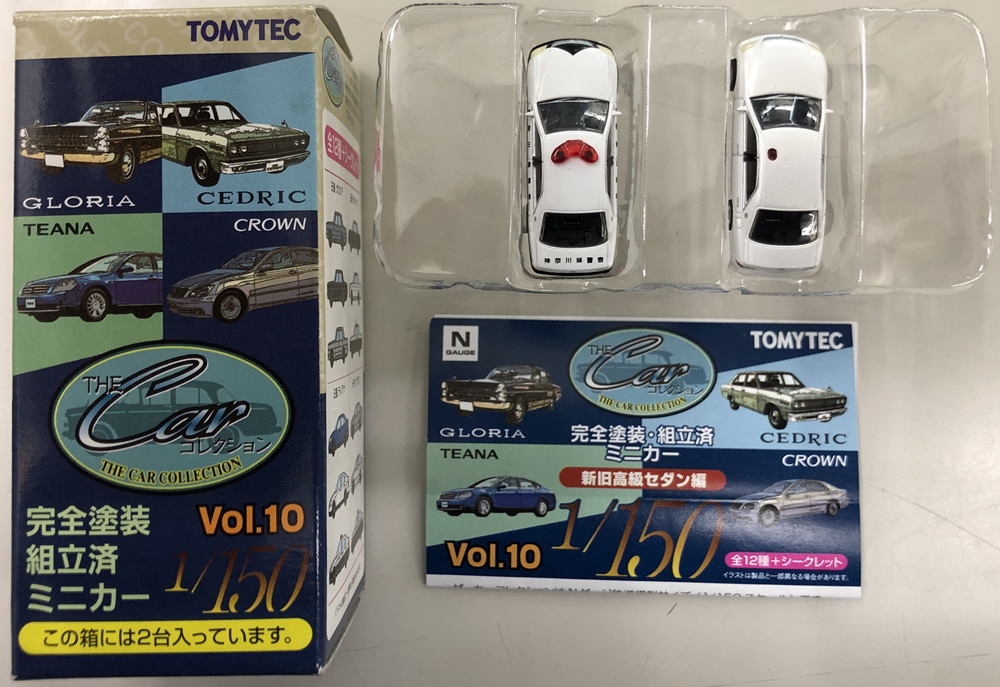 TOMYTEC
GLORIA
CEDRIC
TEANA
CROWN
THE
Car
コレクション
THE CAR COLLECTION
完全塗装
組立済
ミニカー
Vol.10
1/150
この箱には2台入っています。
神奈川県警察
N
GAUGE
THE
Car
コレクション
THE CAR COLLECTION
TOMYTEC
GLORIA
CEDRIC
完全塗装・組立済
ミニカー
TEANA
CROWN
新旧高級セダン編
Vol.10
1/150
全12種+シークレット
イラストは製品と一部異なる場合があります。